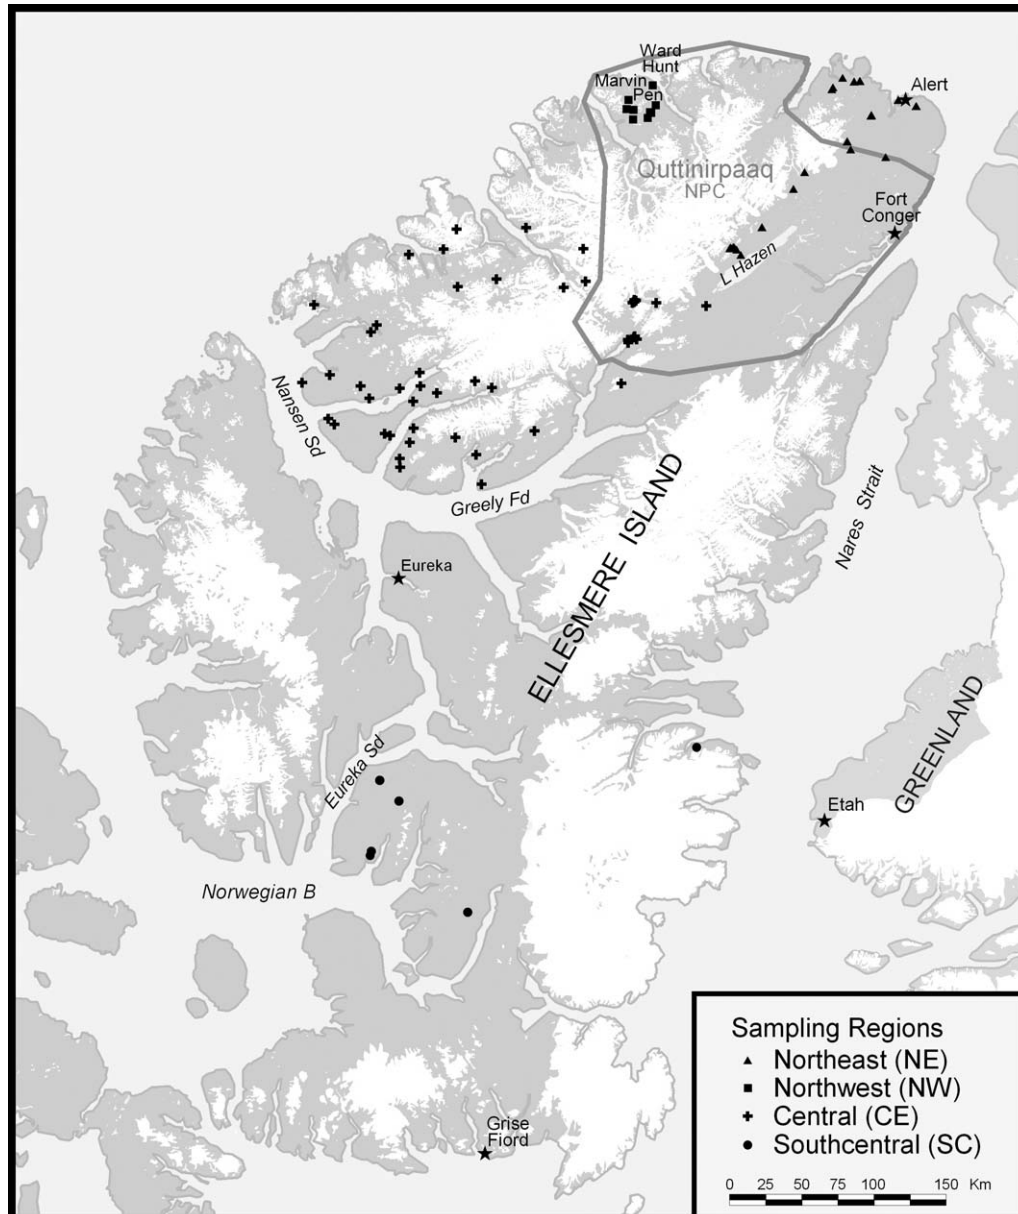 Ward
Hunt
Marvin
Pen
Alert
Quttinirpaaq
NPC
Fort
Conger
L Hazen
Nansen Sd
Greely Fd
Nares Strait
ELLESMERE ISLAND
Eureka
GREENLAND
Eureka Sd
Etah
Norwegian B
Grise
Fiord
Sampling Regions
Northeast (NE)
Northwest (NW)
Central (CE)
Southcentral (SC)
0 25 50 75 100 150 Km